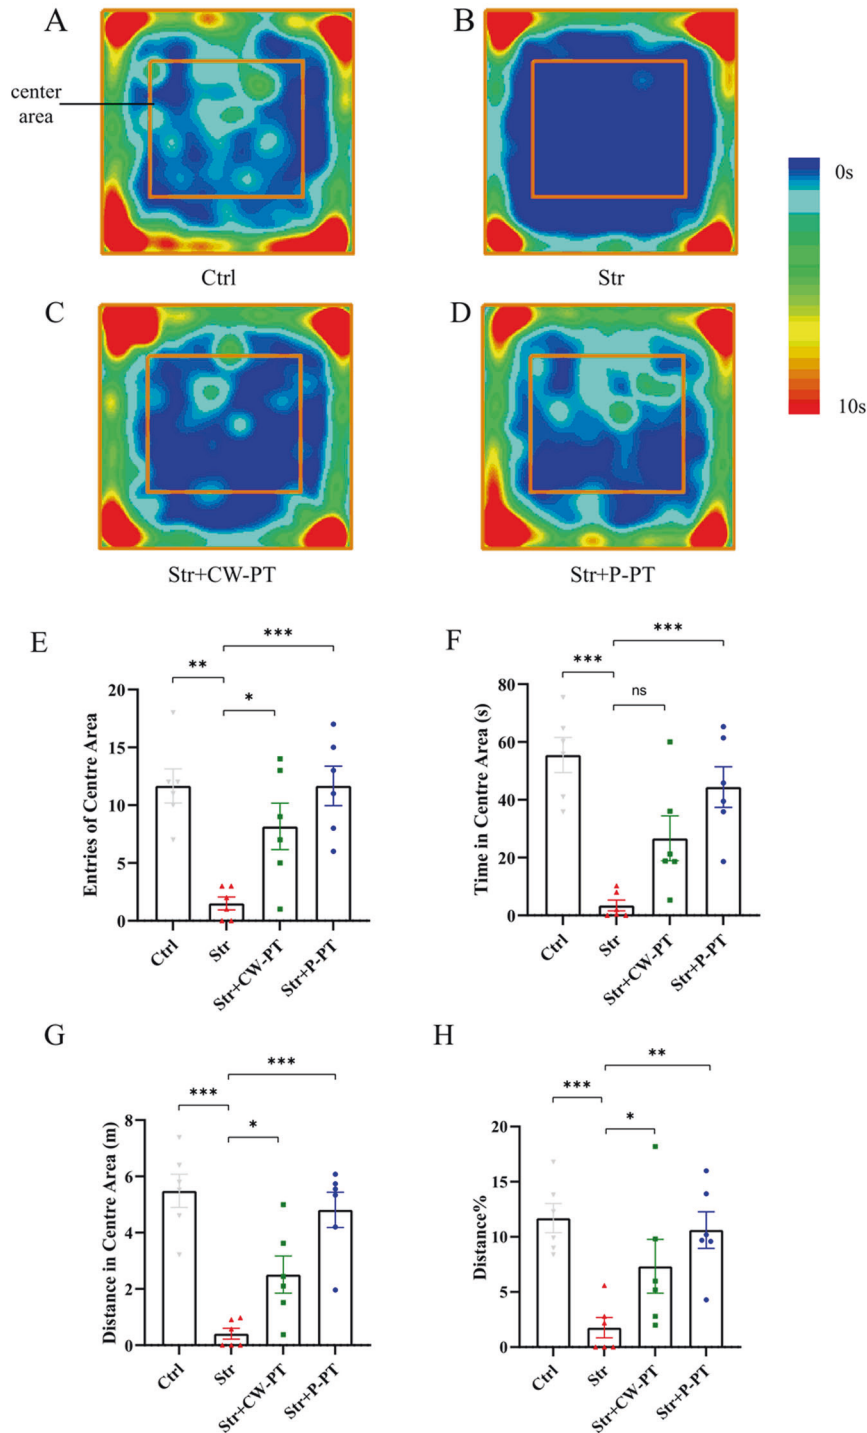 A
B
center
area
0s
10s
Ctrl
Str
C
D
Str+CW-PT
Str+P-PT
E
***
**
*
20
15
10
5
0
Entries of Centre Area
Ctrl
Str
Str+CW-PT
Str+P-PT
F
***
***
ns
80
60
40
20
0
Time in Centre Area (s)
Ctrl
Str
Str+CW-PT
Str+P-PT
G
***
***
*
8
6
4
2
0
Distance in Centre Area (m)
Ctrl
Str
Str+CW-PT
Str+P-PT
H
**
***
*
20
15
10
5
0
Distance%
Ctrl
Str
Str+CW-PT
Str+P-PT